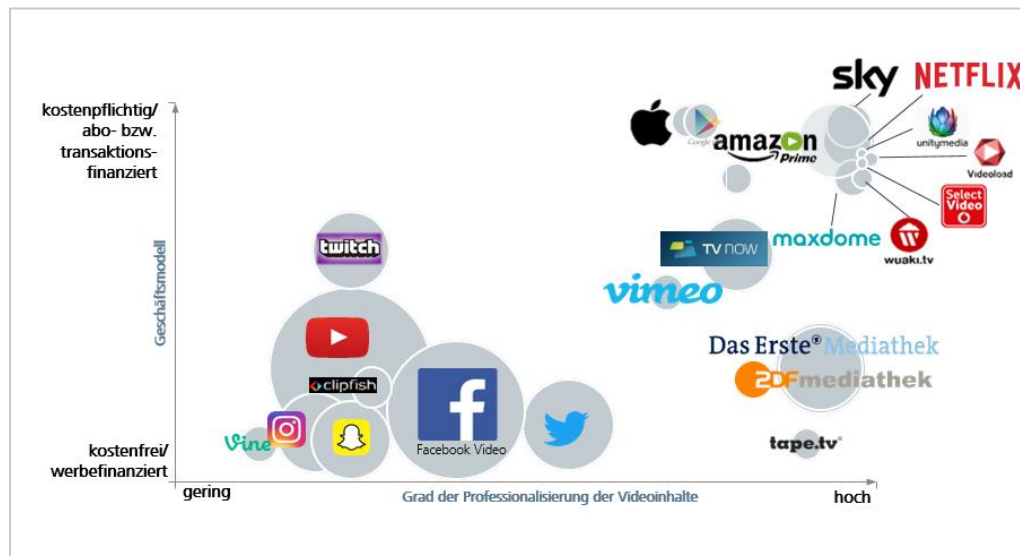 kostenpflichtig/
abo- bzw.
transaktions-
finanziert
Geschäftsmodell
kostenfrei/
werbefinanziert
gering
Grad der Professionalisierung der Videoinhalte
hoch
sky
NETFLIX
unitymedia
Videoload
Select
Video
wuaki.tv
maxdome
amazon
Prime
TV NOW
vimeo
twitch
clipfish
Vine
Facebook Video
Das Erste Mediathek
ZDFmediathek
tape.tv